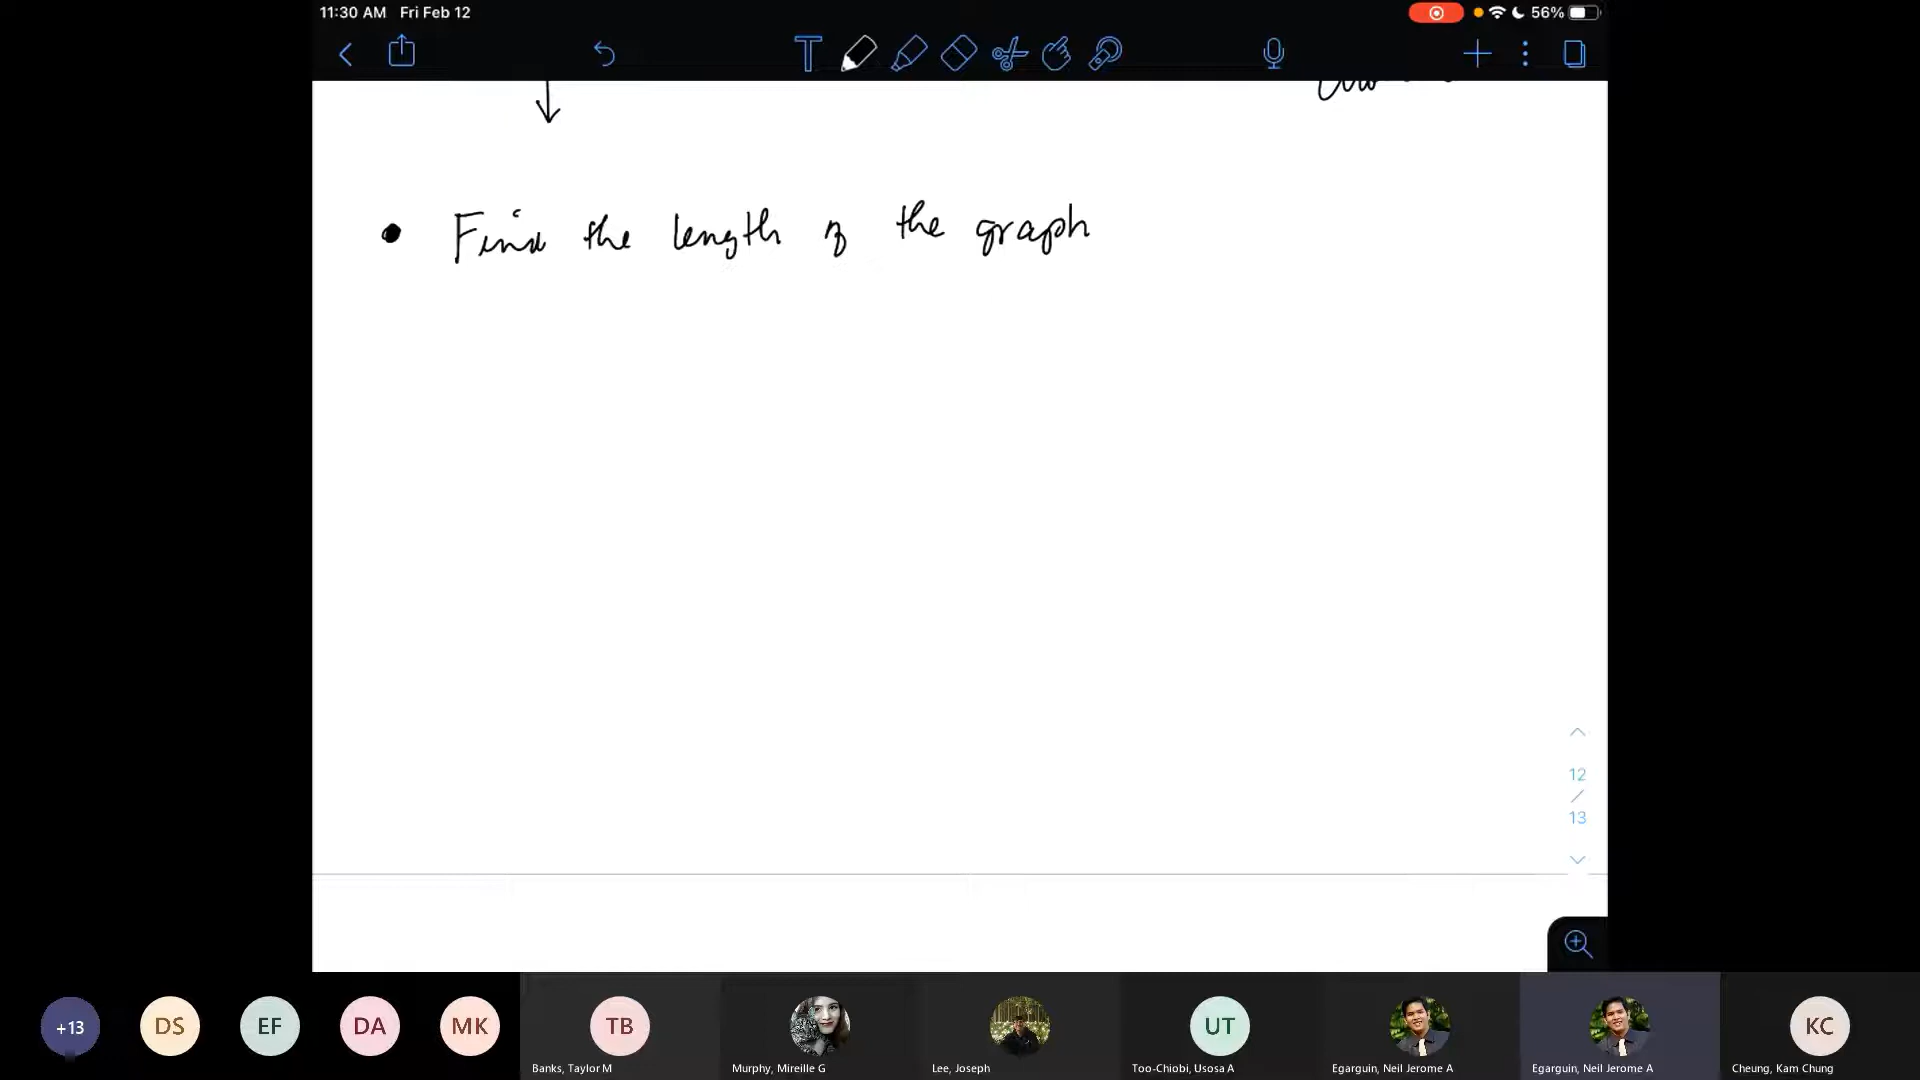 11:30 AM Fri Feb 12
56%
T
Find the length of the graph
12
/
13
+13
DS
EF
DA
MK
TB
UT
KC
Banks, Taylor M
Murphy, Mireille G
Lee, Joseph
Too-Chiobi, Usosa A
Egarguin, Neil Jerome A
Egarguin, Neil Jerome A
Cheung, Kam Chung